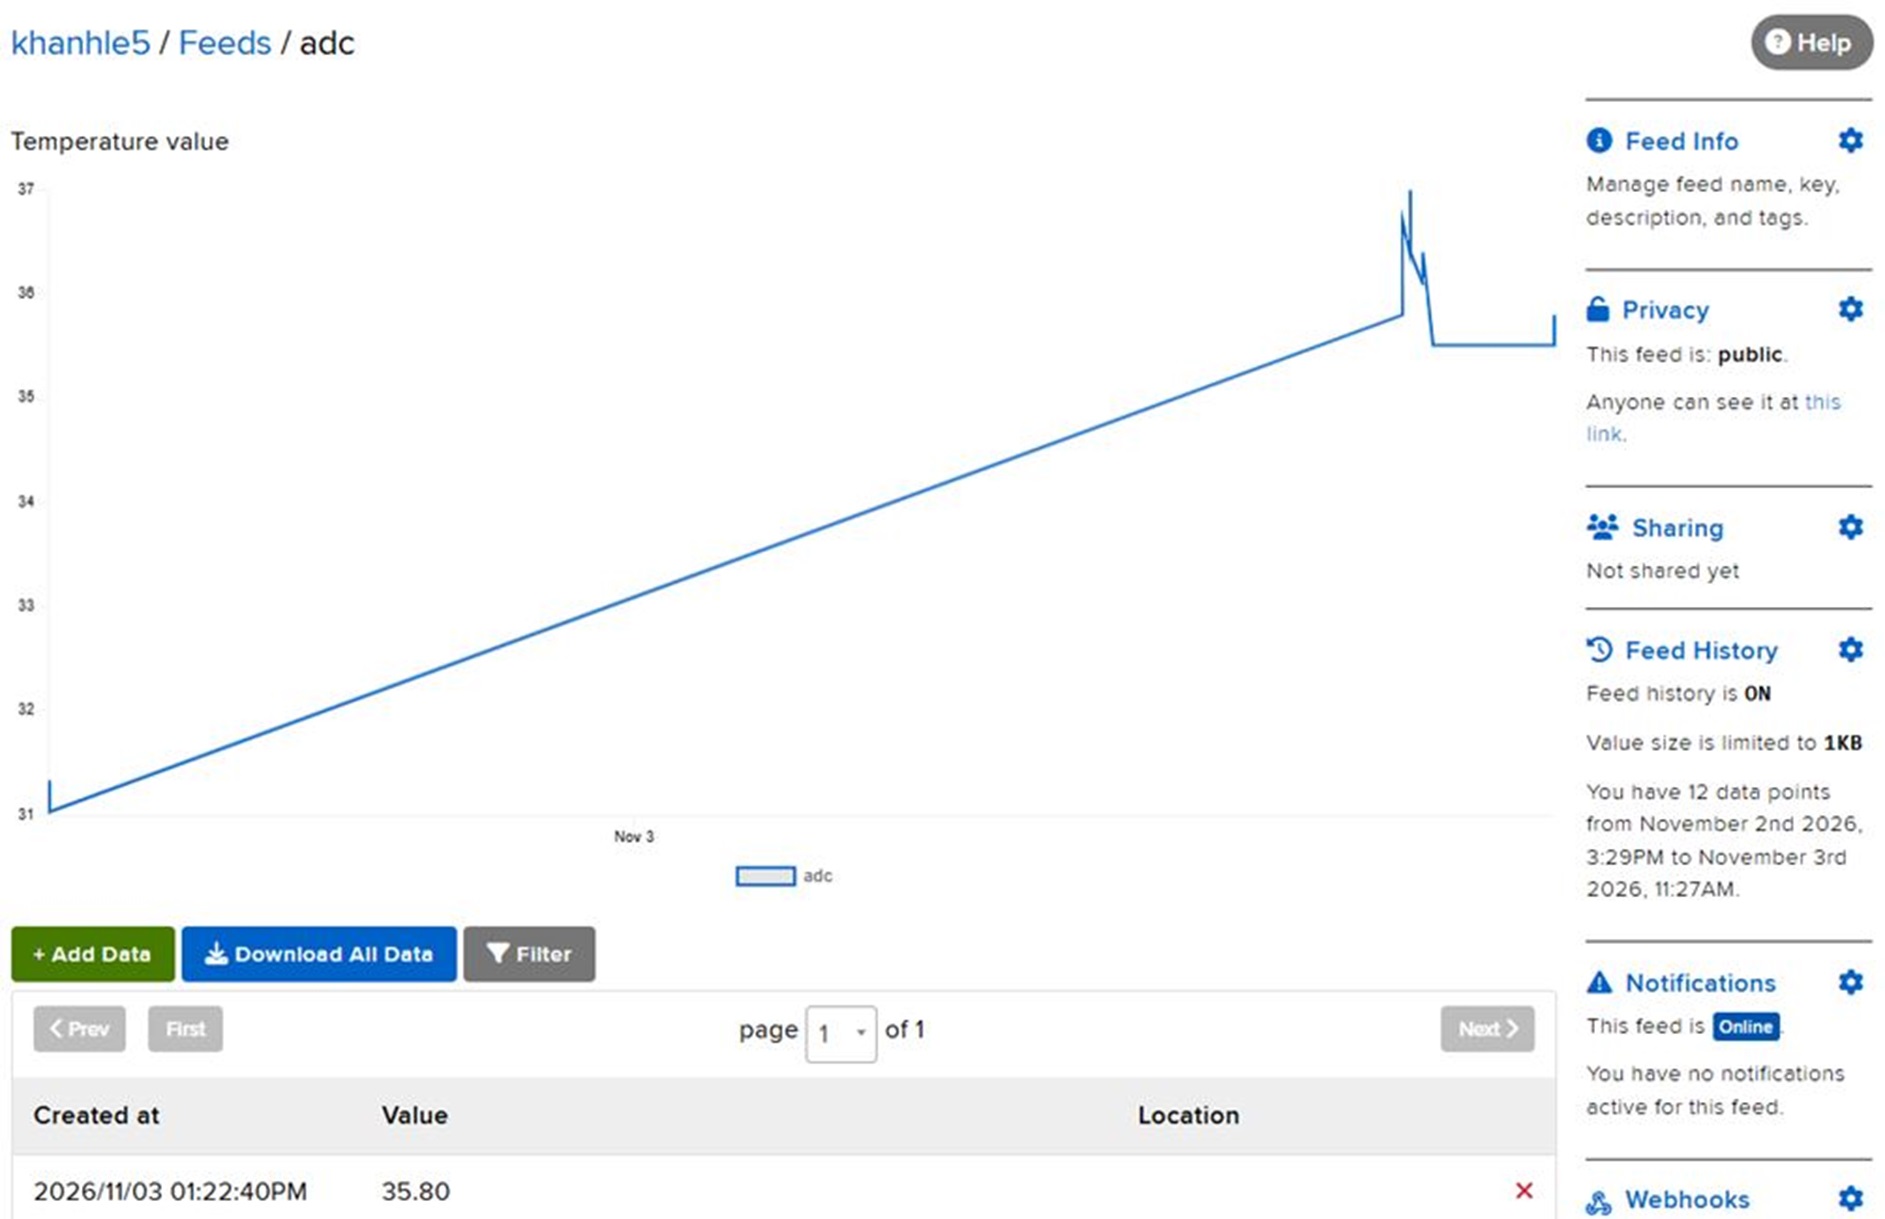 khanhle5 / Feeds / adc
Help
Temperature value
37
36
35
34
33
32
31
Nov 3
adc
+ Add Data
Download All Data
Filter
Prev
First
page 1 of 1
Next
Created at Value Location
2026/11/03 01:22:40PM 35.80
Feed Info
Manage feed name, key,
description, and tags.
Privacy
This feed is: public.
Anyone can see it at this
link.
Sharing
Not shared yet
Feed History
Feed history is ON
Value size is limited to 1KB
You have 12 data points
from November 2nd 2026,
3:29PM to November 3rd
2026, 11:27AM.
Notifications
This feed is Online.
You have no notifications
active for this feed.
Webhooks